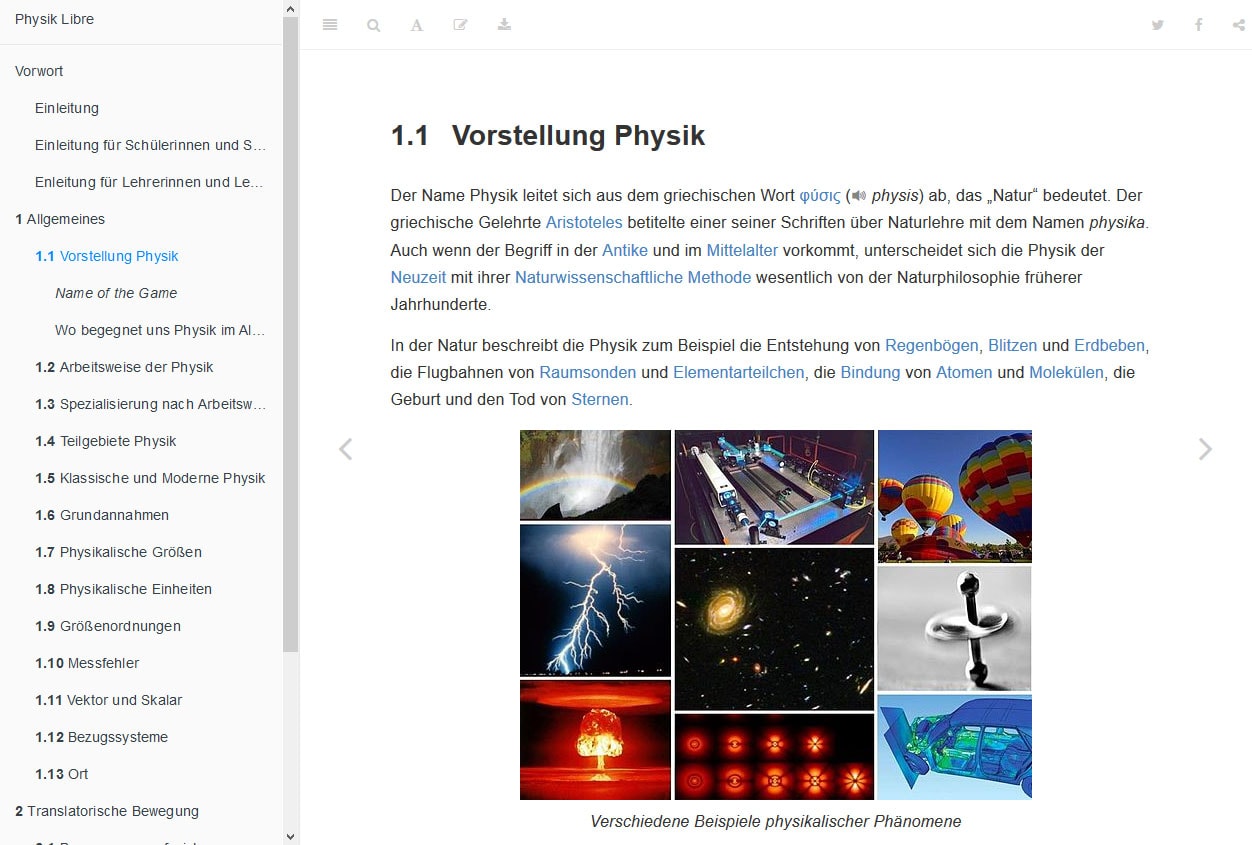 Physik Libre
Vorwort
Einleitung
Einleitung für Schülerinnen und S...
Enleitung für Lehrerinnen und Le...
1 Allgemeines
1.1 Vorstellung Physik
Name of the Game
Wo begegnet uns Physik im Al...
1.2 Arbeitsweise der Physik
1.3 Spezialisierung nach Arbeitsw...
1.4 Teilgebiete Physik
1.5 Klassische und Moderne Physik
1.6 Grundannahmen
1.7 Physikalische Größen
1.8 Physikalische Einheiten
1.9 Größenordnungen
1.10 Messfehler
1.11 Vektor und Skalar
1.12 Bezugssysteme
1.13 Ort
2 Translatorische Bewegung
1.1 Vorstellung Physik
Der Name Physik leitet sich aus dem griechischen Wort φύσις ( physis) ab, das „Natur“ bedeutet. Der
griechische Gelehrte Aristoteles betitelte einer seiner Schriften über Naturlehre mit dem Namen physika.
Auch wenn der Begriff in der Antike und im Mittelalter vorkommt, unterscheidet sich die Physik der
Neuzeit mit ihrer Naturwissenschaftliche Methode wesentlich von der Naturphilosophie früherer
Jahrhunderte.
In der Natur beschreibt die Physik zum Beispiel die Entstehung von Regenbögen, Blitzen und Erdbeben,
die Flugbahnen von Raumsonden und Elementarteilchen, die Bindung von Atomen und Molekülen, die
Geburt und den Tod von Sternen.
Verschiedene Beispiele physikalischer Phänomene